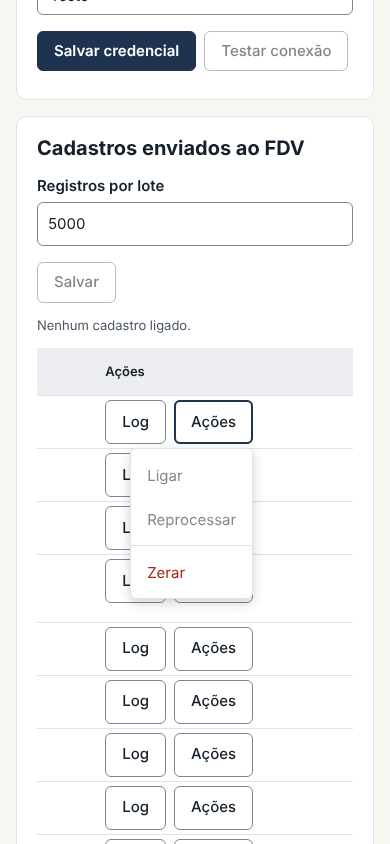 Salvar credencial Testar conexão
Cadastros enviados ao FDV
Registros por lote
5000
Salvar
Nenhum cadastro ligado.
Ações
Log Ações
Ligar
Reprocessar
Zerar
Log Ações
Log Ações
Log Ações
Log Ações